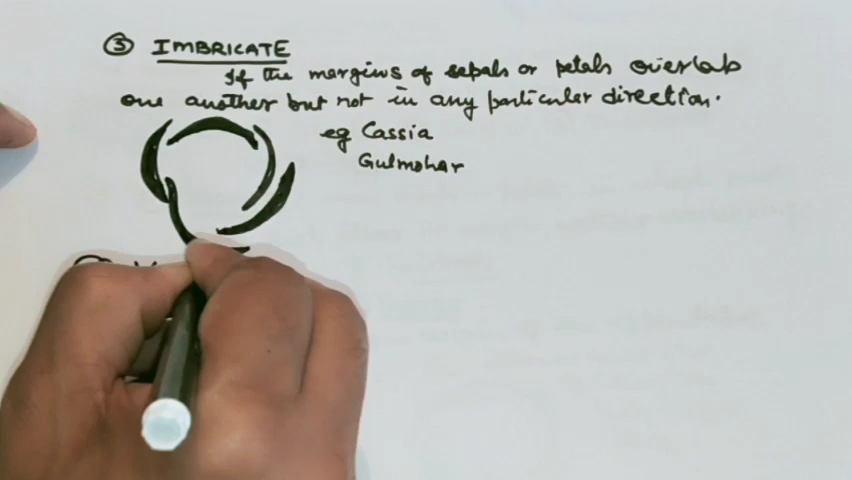 ③ IMBRICATE
If the margins of sepals or petals overlap
one another but not in any particular direction.
eg Cassia
Gulmohar